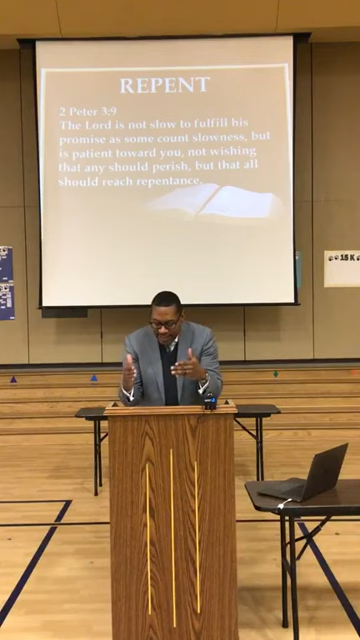 REPENT
2 Peter 3:9
The Lord is not slow to fulfill his
promise as some count slowness, but
is patient toward you, not wishing
that any should perish, but that all
should reach repentance.
15 K